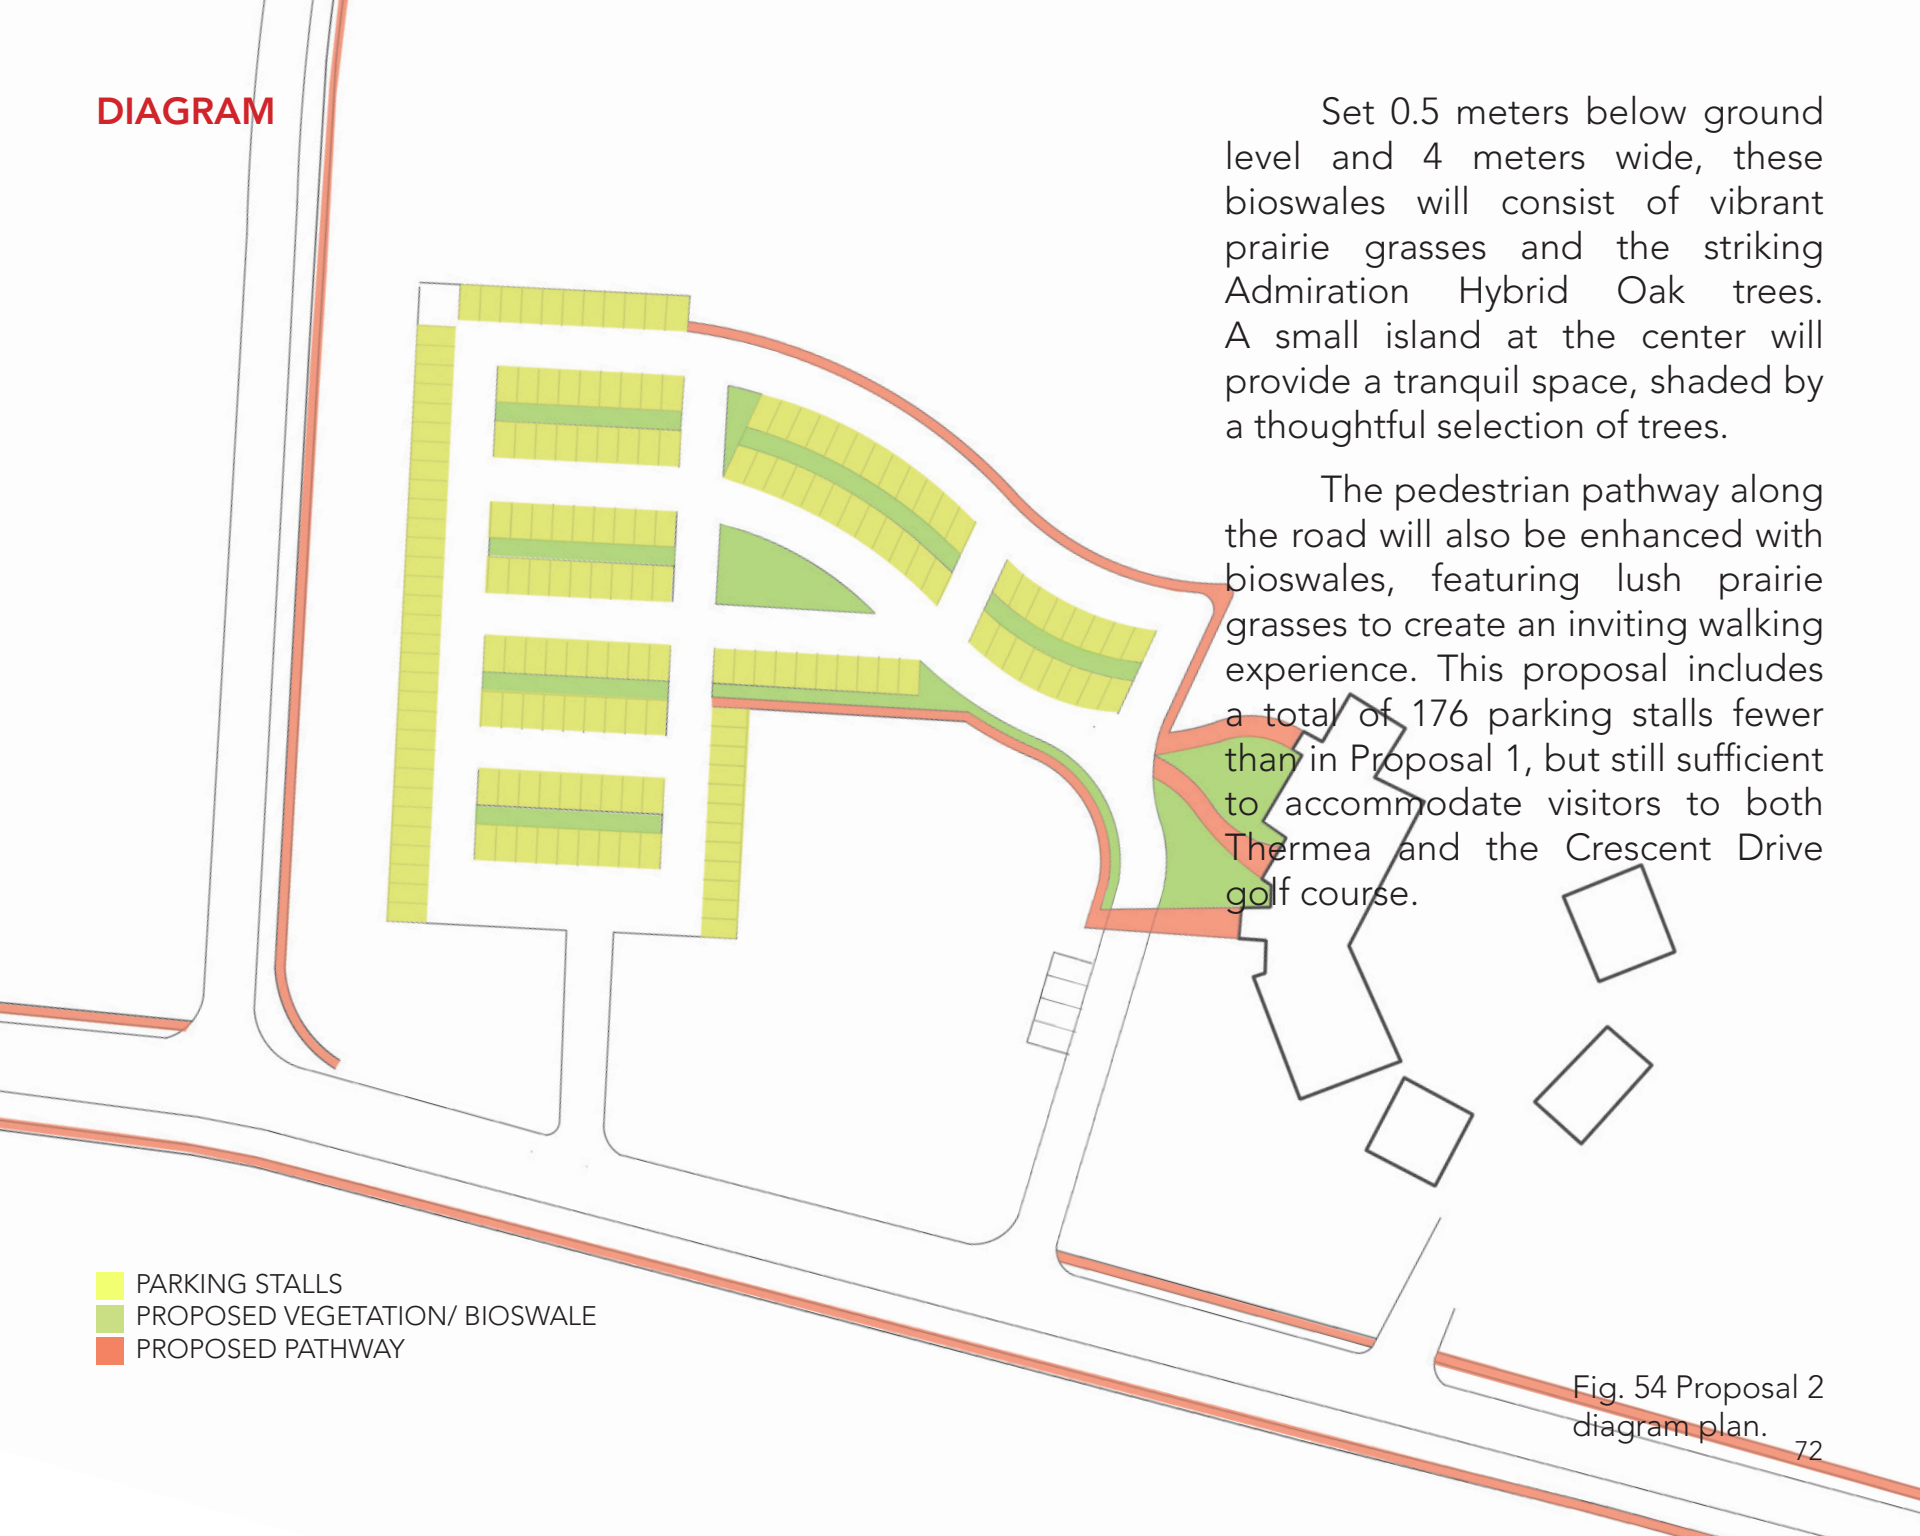 DIAGRAM
Set 0.5 meters below ground
level and 4 meters wide, these
bioswales will consist of vibrant
prairie grasses and the striking
Admiration Hybrid Oak trees.
A small island at the center will
provide a tranquil space, shaded by
a thoughtful selection of trees.
The pedestrian pathway along
the road will also be enhanced with
bioswales, featuring lush prairie
grasses to create an inviting walking
experience. This proposal includes
a total of 176 parking stalls fewer
than in Proposal 1, but still sufficient
to accommodate visitors to both
Thermea and the Crescent Drive
golf course.
PARKING STALLS
PROPOSED VEGETATION/ BIOSWALE
PROPOSED PATHWAY
Fig. 54 Proposal 2
diagram plan.
72